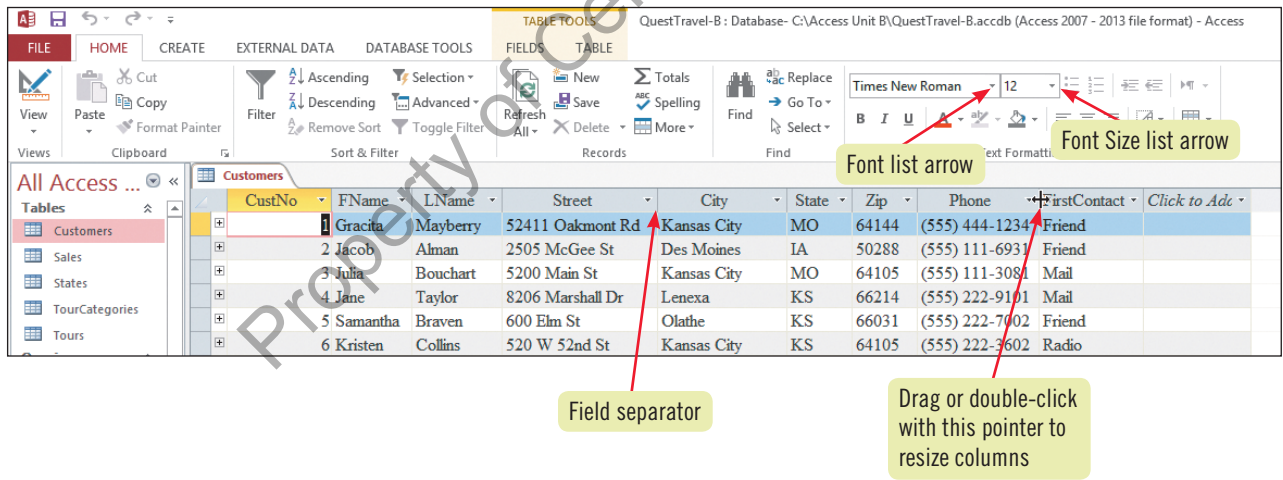 TABLE TOOLS QuestTravel-B : Database- C:\Access Unit B\QuestTravel-B.accdb (Access 2007 - 2013 file format) - Access
FILE HOME CREATE EXTERNAL DATA DATABASE TOOLS FIELDS TABLE
View
Views
Paste
Cut
Copy
Format Painter
Clipboard
Filter
Ascending
Descending
Remove Sort
Selection
Advanced
Toggle Filter
Sort & Filter
Refresh
All
New
Save
Delete
Totals
Spelling
More
Records
Find
Replace
Go To
Select
Find
Times New Roman 12
B I U A
Font list arrow
Font Size list arrow
All Access ...
Tables
Customers
Sales
States
TourCategories
Tours
Customers
CustNo FName LName Street City State Zip Phone FirstContact Click to Add
1 Gracita Mayberry 52411 Oakmont Rd Kansas City MO 64144 (555) 444-1234 Friend
2 Jacob Alman 2505 McGee St Des Moines IA 50288 (555) 111-6931 Friend
3 Julia Bouchart 5200 Main St Kansas City MO 64105 (555) 111-3081 Mail
4 Jane Taylor 8206 Marshall Dr Lenexa KS 66214 (555) 222-9101 Mail
5 Samantha Braven 600 Elm St Olathe KS 66031 (555) 222-7002 Friend
6 Kristen Collins 520 W 52nd St Kansas City KS 64105 (555) 222-3602 Radio
Field separator
Drag or double-click
with this pointer to
resize columns
Property of